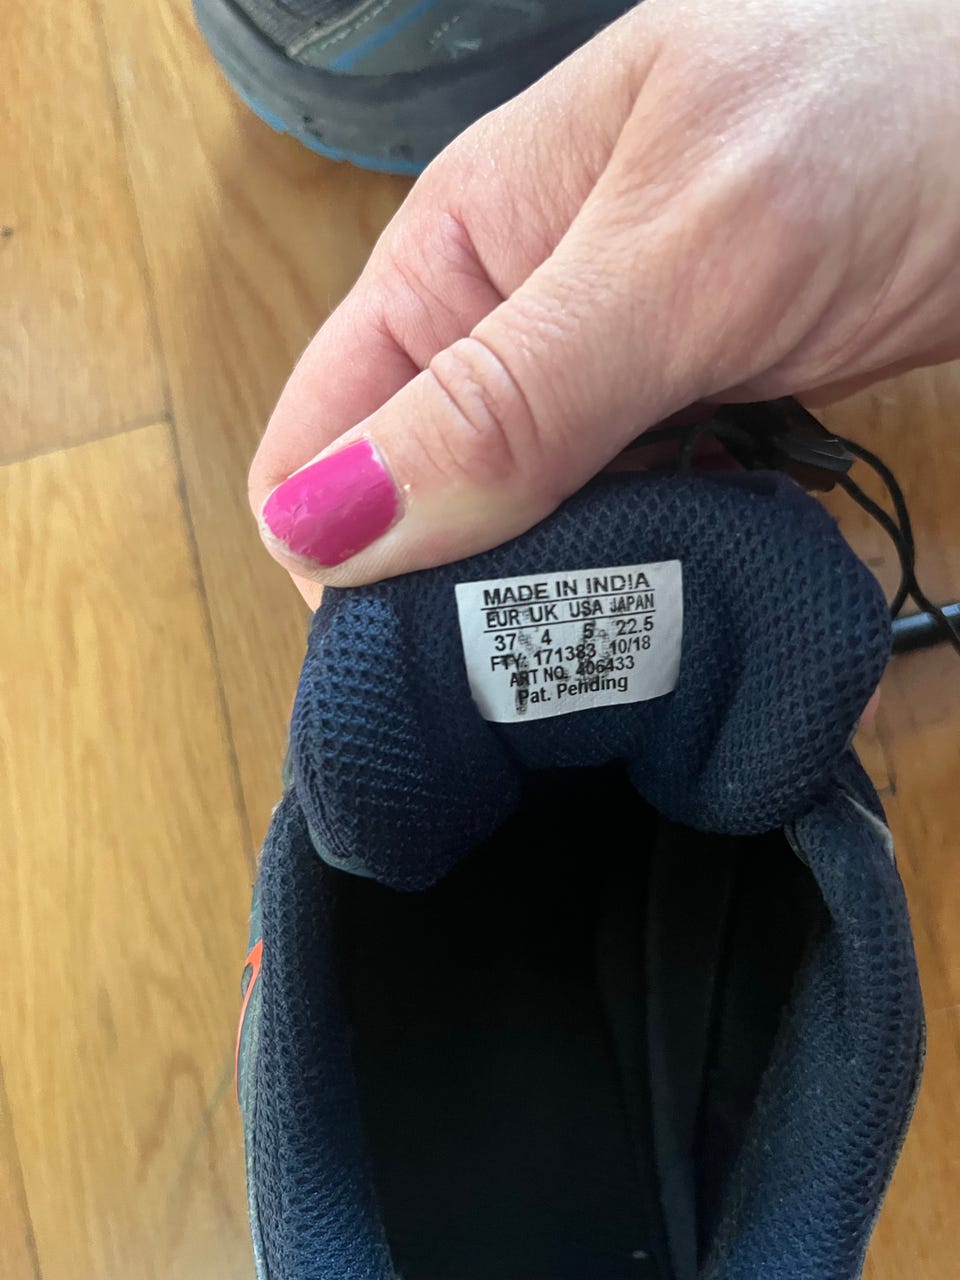 MADE IN INDIA
EUR UK USA JAPAN
37 4 5 22.5
FTY. 171383 10/18
ART NO. 406433
Pat. Pending